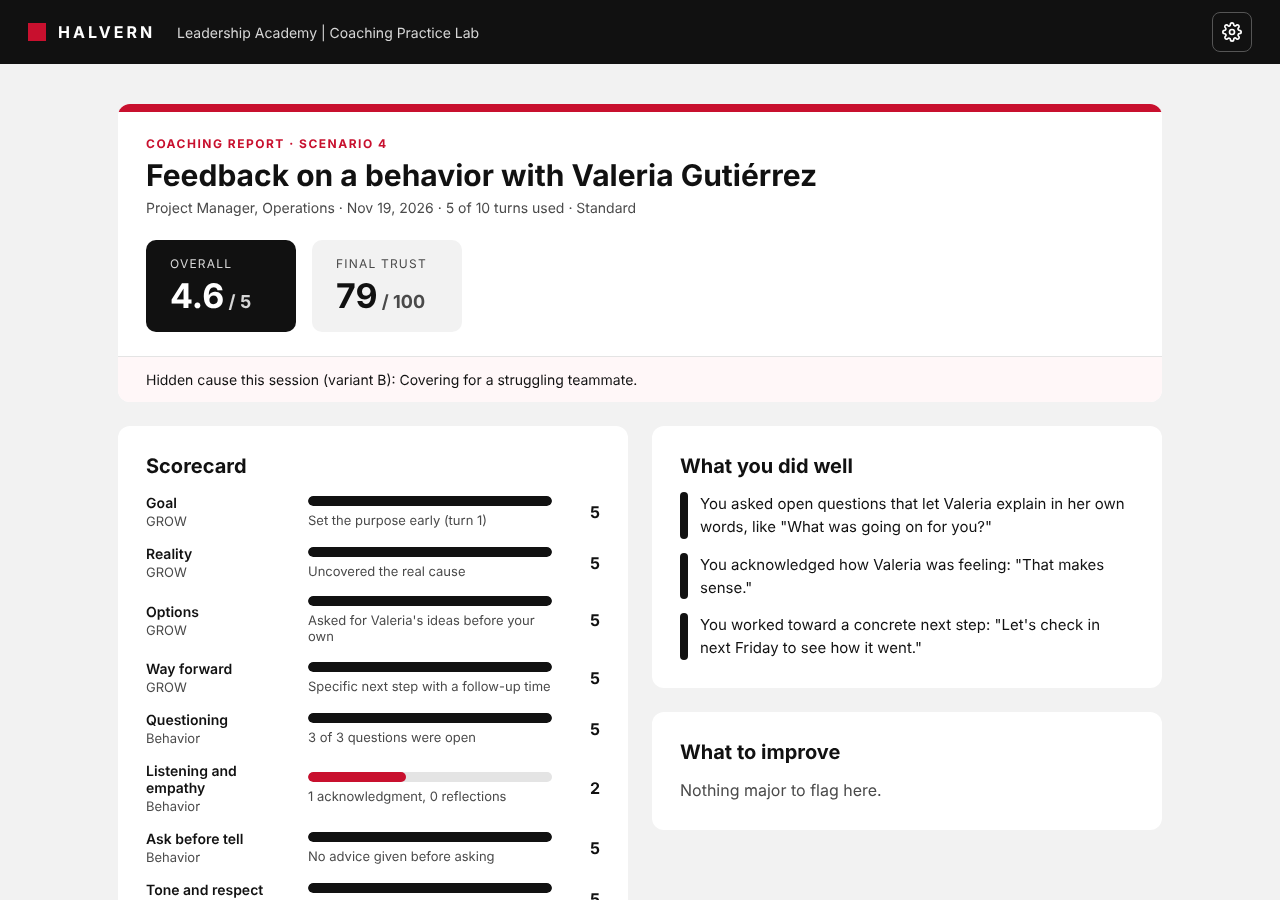 HALVERN
Leadership Academy | Coaching Practice Lab
COACHING REPORT · SCENARIO 4
Feedback on a behavior with Valeria Gutiérrez
Project Manager, Operations · Nov 19, 2026 · 5 of 10 turns used · Standard
OVERALL
4.6 / 5
FINAL TRUST
79 / 100
Hidden cause this session (variant B): Covering for a struggling teammate.
Scorecard
Goal
GROW
Set the purpose early (turn 1)
5
Reality
GROW
Uncovered the real cause
5
Options
GROW
Asked for Valeria's ideas before your
own
5
Way forward
GROW
Specific next step with a follow-up time
5
Questioning
Behavior
3 of 3 questions were open
5
Listening and
empathy
Behavior
1 acknowledgment, 0 reflections
2
Ask before tell
Behavior
No advice given before asking
5
Tone and respect
5
What you did well
You asked open questions that let Valeria explain in her own
words, like "What was going on for you?"
You acknowledged how Valeria was feeling: "That makes
sense."
You worked toward a concrete next step: "Let's check in
next Friday to see how it went."
What to improve
Nothing major to flag here.